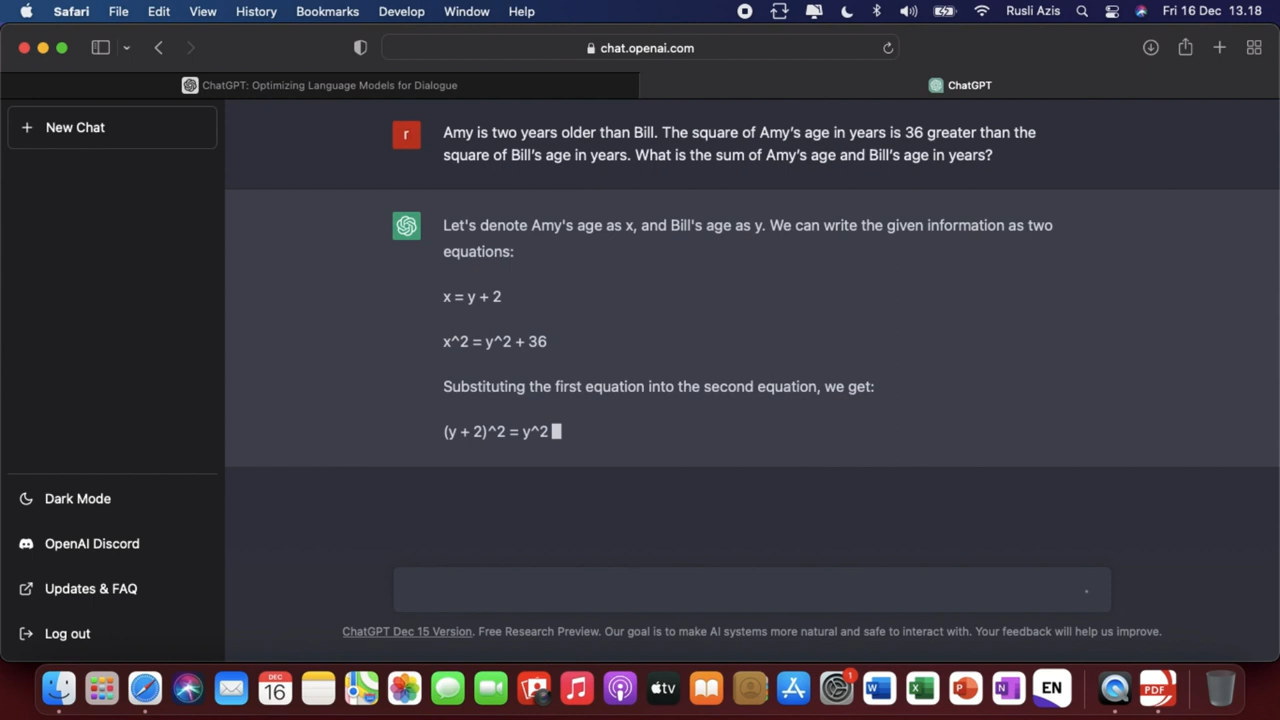 Safari File Edit View History Bookmarks Develop Window Help Rusli Azis Fri 16 Dec 13.18
chat.openai.com
ChatGPT: Optimizing Language Models for Dialogue ChatGPT
+ New Chat
r
Amy is two years older than Bill. The square of Amy's age in years is 36 greater than the
square of Bill's age in years. What is the sum of Amy's age and Bill's age in years?
Let's denote Amy's age as x, and Bill's age as y. We can write the given information as two
equations:
x = y + 2
x^2 = y^2 + 36
Substituting the first equation into the second equation, we get:
(y + 2)^2 = y^2
Dark Mode
OpenAI Discord
Updates & FAQ
Log out
ChatGPT Dec 15 Version. Free Research Preview. Our goal is to make AI systems more natural and safe to interact with. Your feedback will help us improve.
DEC
16
tv
1
W
X
P
N
EN
PDF